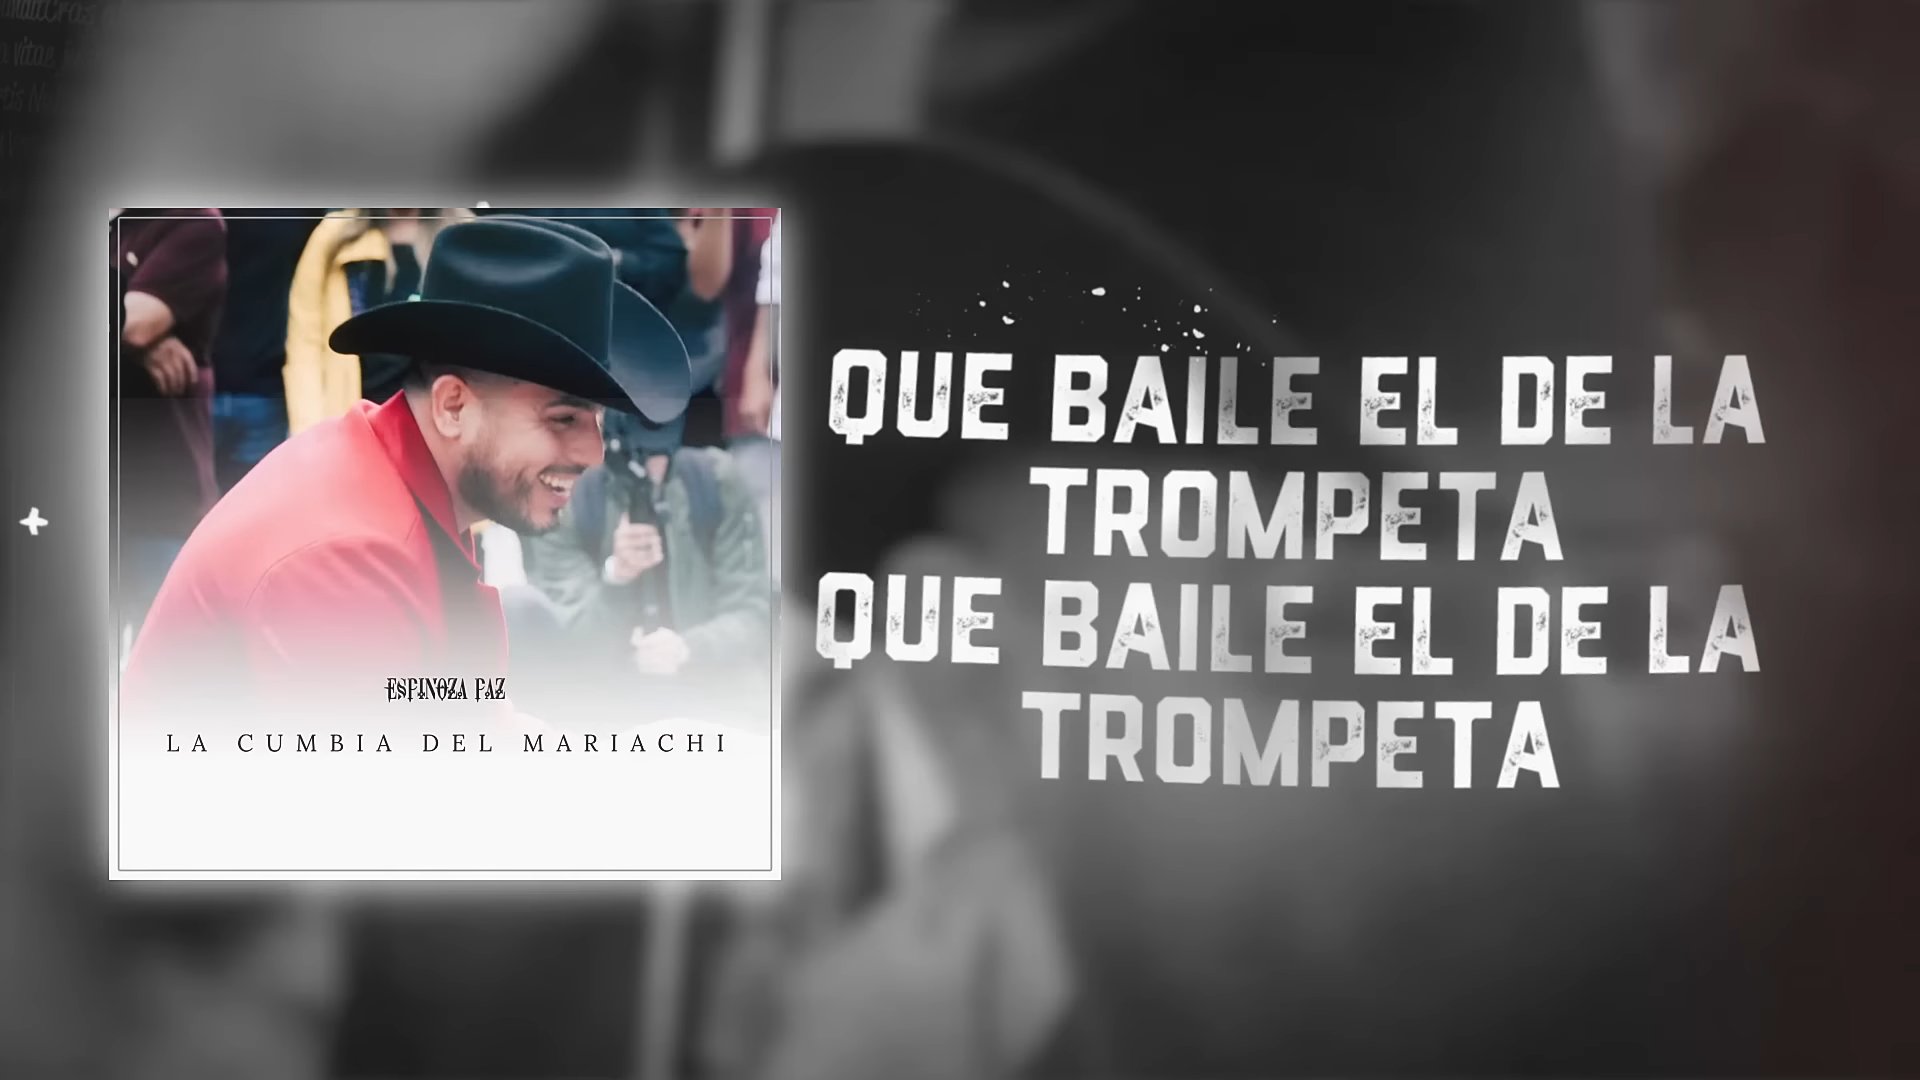 ESPINOZA PAZ
LA CUMBIA DEL MARIACHI
QUE BAILE EL DE LA
TROMPETA
QUE BAILE EL DE LA
TROMPETA